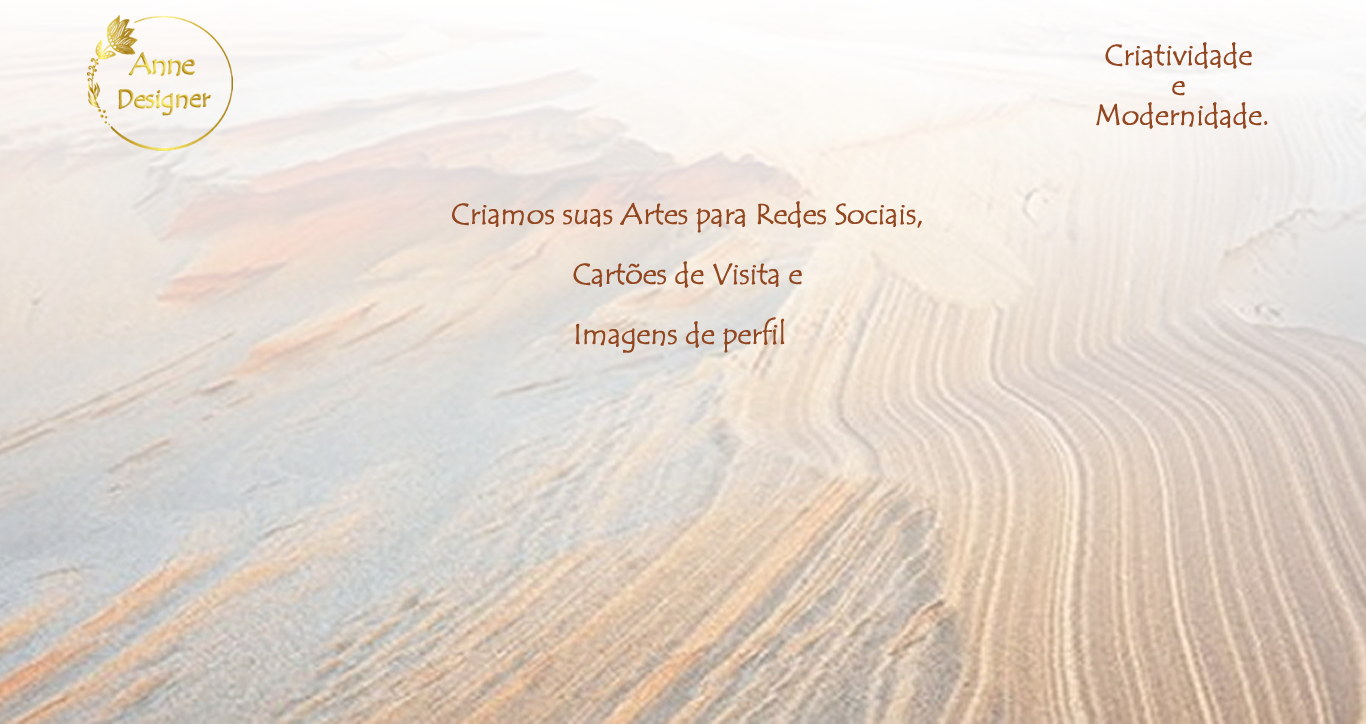 Anne
Designer
Criatividade
e
Modernidade.
Criamos suas Artes para Redes Sociais,
Cartões de Visita e
Imagens de perfil